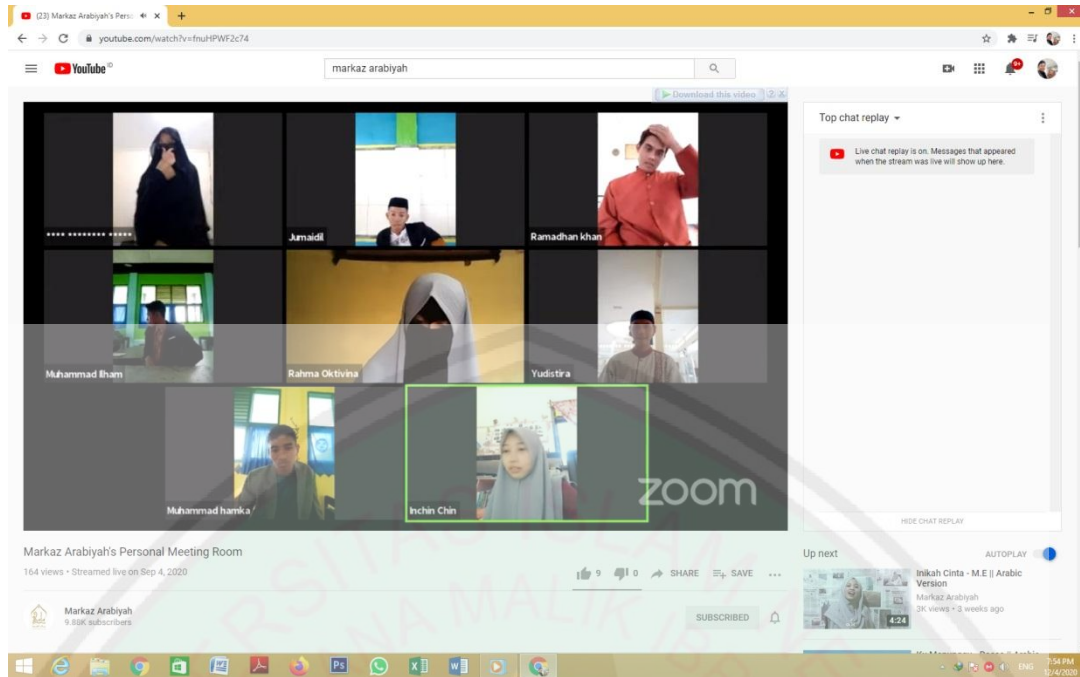 (23) Markaz Arabiyah's Perso
youtube.com/watch?v=fnuHPWF2c74
YouTube ID
markaz arabiyah
9+
Download this video
Top chat replay
Live chat replay is on. Messages that appeared
when the stream was live will show up here.
Jumaidil
Ramadhan khan
Muhammad Ilham
Rahma Oktivina
Yudistira
Muhammad hamka
Inchin Chin
zoom
HIDE CHAT REPLAY
Markaz Arabiyah's Personal Meeting Room
164 views • Streamed live on Sep 4, 2020
9 0 SHARE SAVE
Markaz Arabiyah
9.88K subscribers
SUBSCRIBED
Up next
AUTOPLAY
Inikah Cinta - M.E || Arabic
Version
Markaz Arabiyah
3K views • 3 weeks ago
4:24
ENG
7:54 PM
12/4/2020